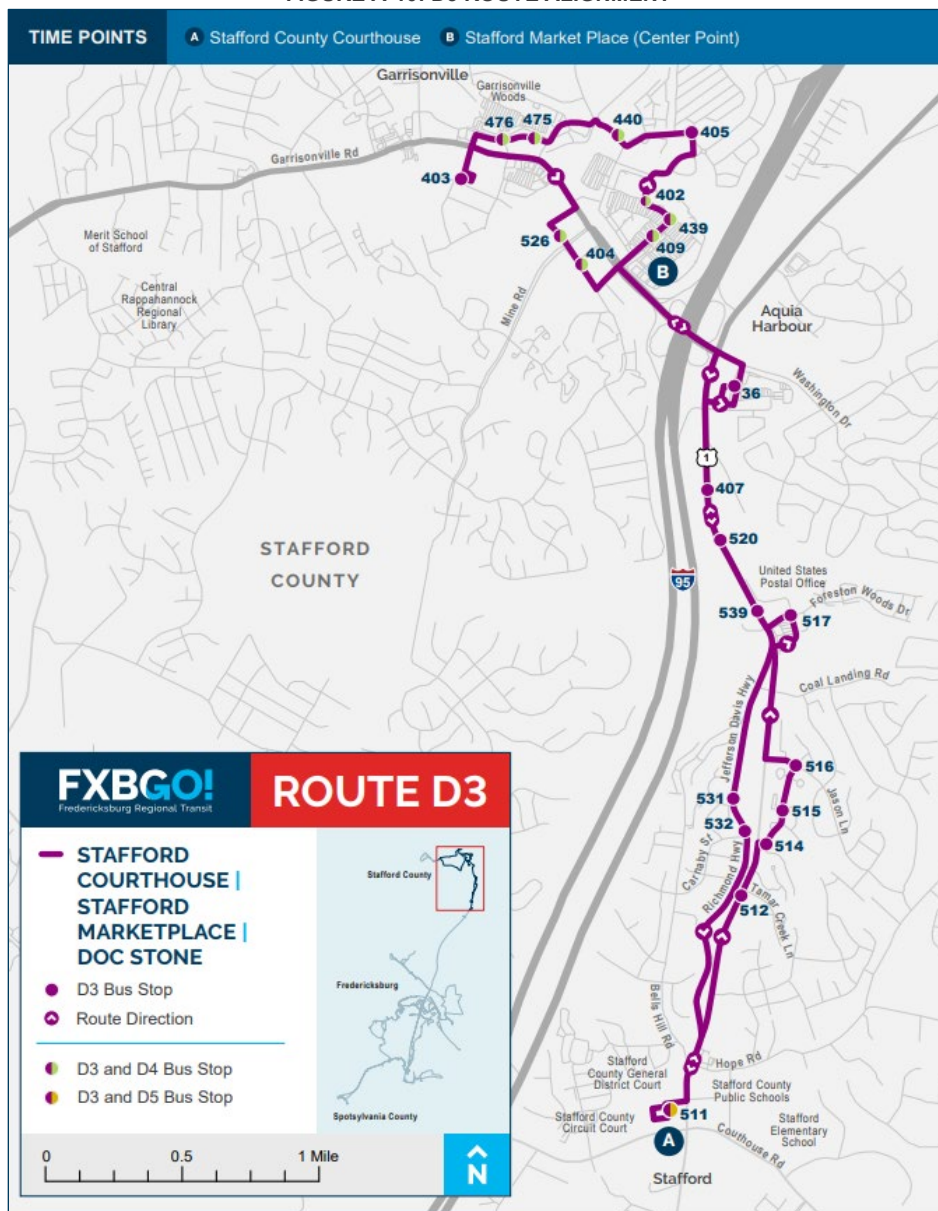 TIME POINTS A Stafford County Courthouse B Stafford Market Place (Center Point)
Garrisonville
Garrisonville
Woods
476
475
440
405
Garrisonville Rd
403
402
439
409
B
Merit School
of Stafford
526
404
Central
Rappahannock
Regional
Library
Mine Rd
Aquia
Harbour
Washington Dr
36
1
407
520
STAFFORD
COUNTY
95
United States
Postal Office
Foreston Woods Dr
539
517
Coal Landing Rd
Jefferson Davis Hwy
516
531
515
Jason Ln
532
514
Carnaby St
Richmond Hwy
512
Tamar Creek Ln
Bells Hill Rd
Hope Rd
Stafford
County General
District Court
Stafford County
Public Schools
Stafford County
Circuit Court
511
Stafford
Elementary
School
A
Courthouse Rd
Stafford
FXBGO!
Fredericksburg Regional Transit
ROUTE D3
STAFFORD
COURTHOUSE |
STAFFORD
MARKETPLACE |
DOC STONE
D3 Bus Stop
Route Direction
D3 and D4 Bus Stop
D3 and D5 Bus Stop
Stafford County
Fredericksburg
Spotsylvania County
0 0.5 1 Mile
N